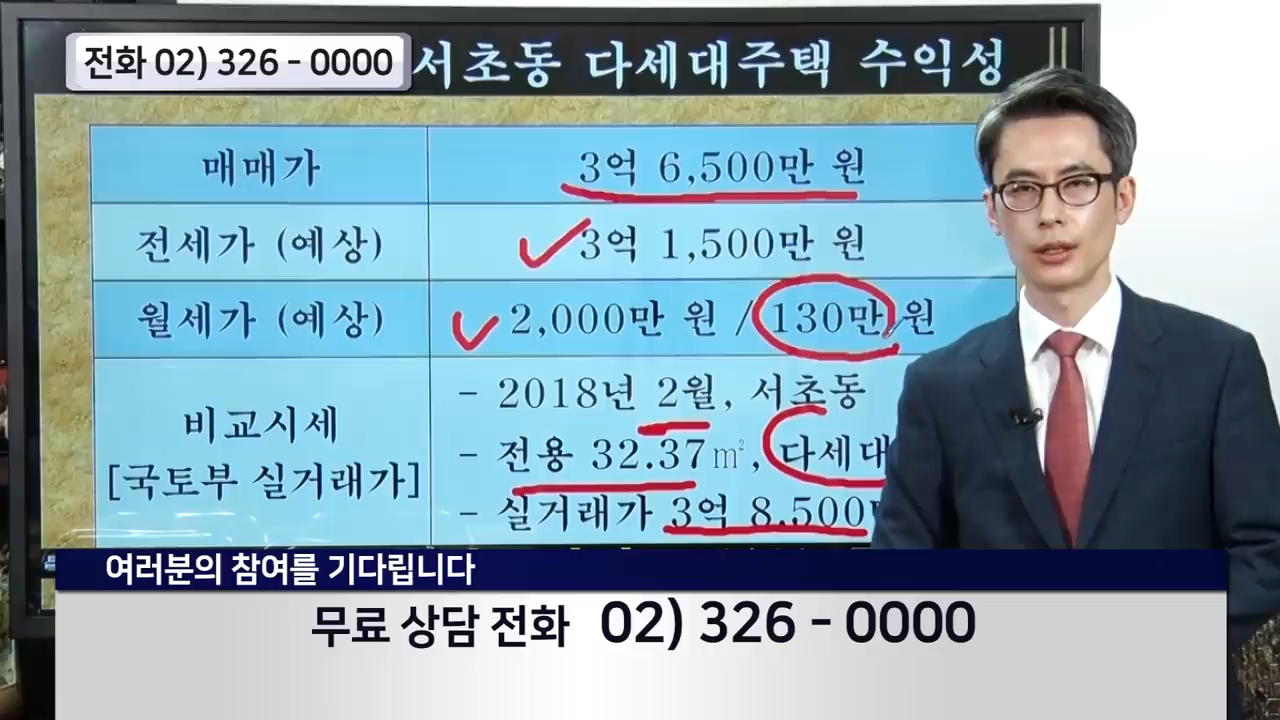 전화 02) 326 - 0000
서초동 다세대주택 수익성
매매가
3억 6,500만 원
전세가 (예상)
3억 1,500만 원
월세가 (예상)
2,000만 원 / 130만 원
비교시세
[국토부 실거래가]
- 2018년 2월, 서초동
- 전용 32.37㎡, 다세대
- 실거래가 3억 8,500
여러분의 참여를 기다립니다
무료 상담 전화 02) 326 - 0000